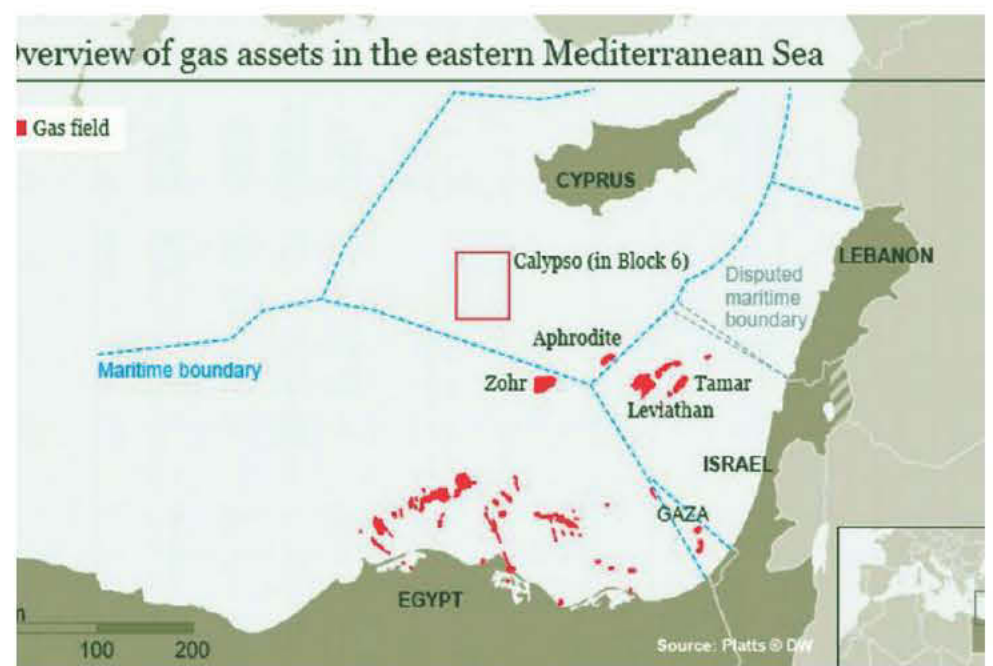 verview of gas assets in the eastern Mediterranean Sea
Gas field
CYPRUS
Calypso (in Block 6)
LEBANON
Disputed
maritime
boundary
Aphrodite
Maritime boundary
Zohr
Tamar
Leviathan
ISRAEL
GAZA
EGYPT
100 200
Source: Platts © DW